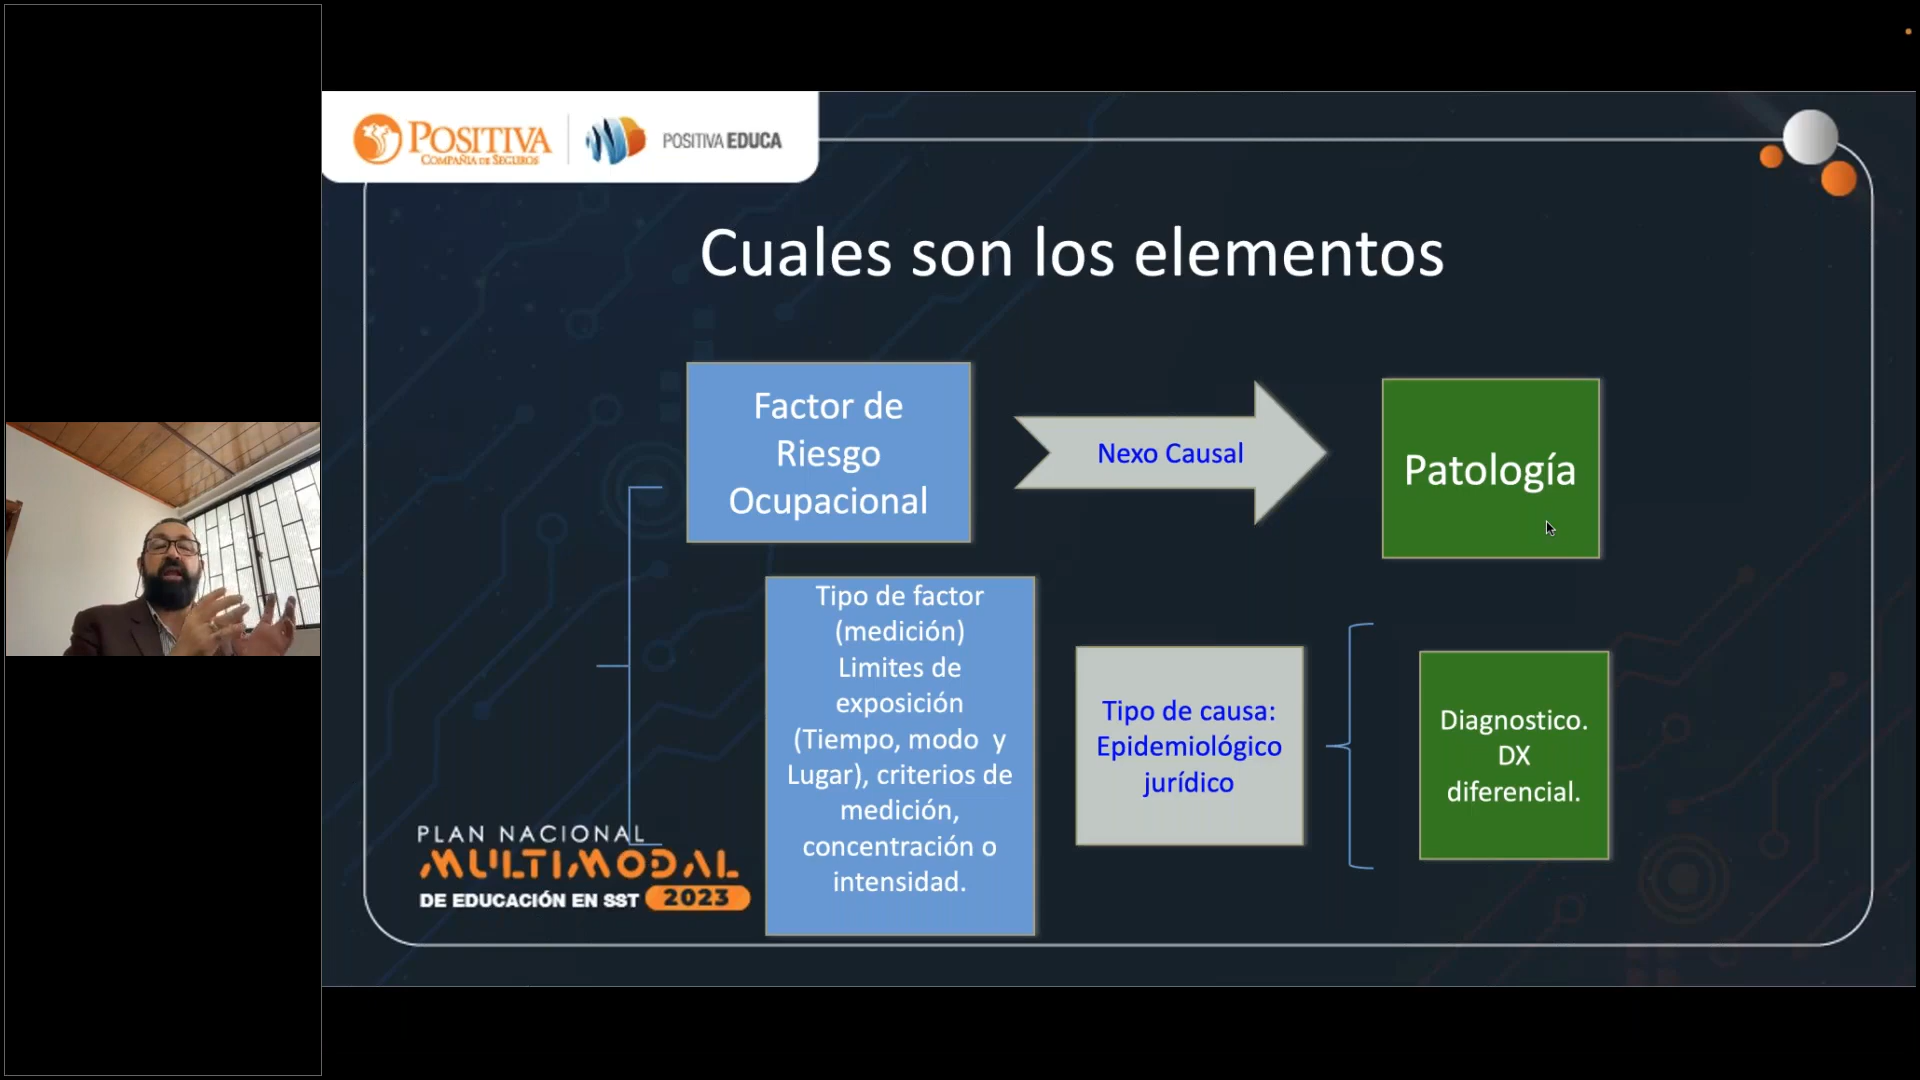 POSITIVA
COMPAÑIA DE SEGUROS
POSITIVA EDUCA
Cuales son los elementos
Factor de
Riesgo
Ocupacional
Nexo Causal
Patología
Tipo de factor
(medición)
Limites de
exposición
(Tiempo, modo y
Lugar), criterios de
medición,
concentración o
intensidad.
Tipo de causa:
Epidemiológico
jurídico
Diagnostico.
DX
diferencial.
PLAN NACIONAL
MULTIMODAL
DE EDUCACIÓN EN SST 2023